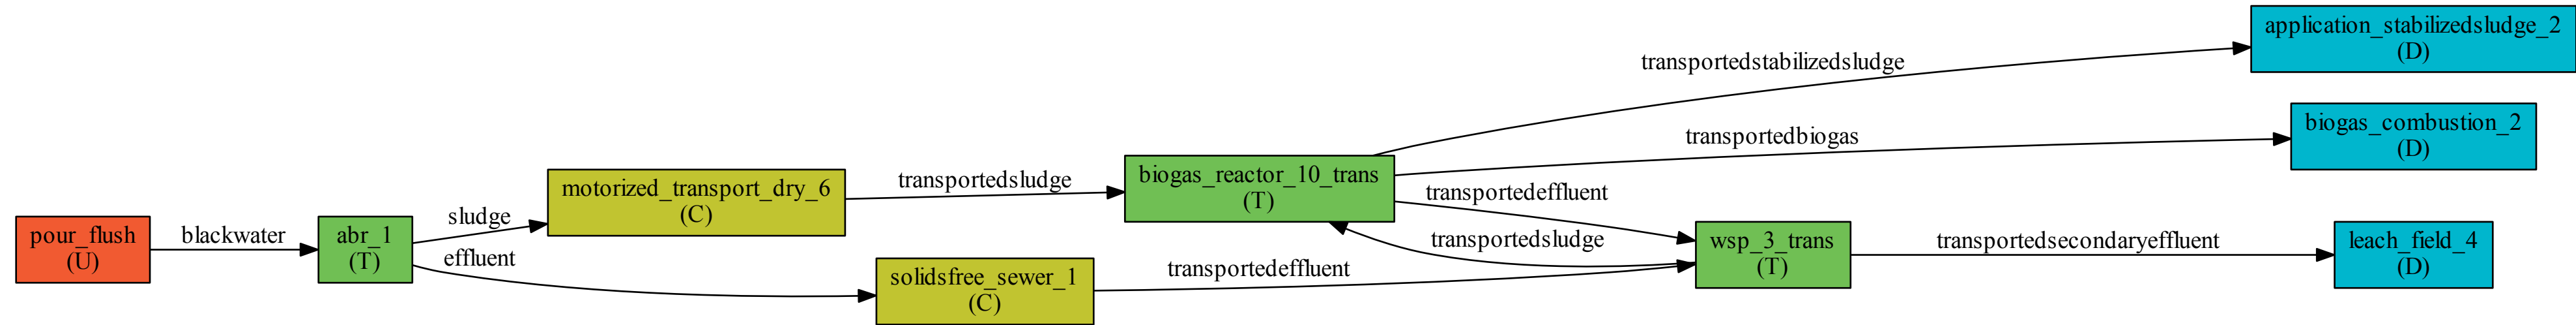 pour_flush
(U)
blackwater
abr_1
(T)
sludge
effluent
motorized_transport_dry_6
(C)
solidsfree_sewer_1
(C)
transportedsludge
transportedeffluent
biogas_reactor_10_trans
(T)
transportedstabilizedsludge
transportedbiogas
transportedeffluent
transportedsludge
wsp_3_trans
(T)
transportedsecondaryeffluent
application_stabilizedsludge_2
(D)
biogas_combustion_2
(D)
leach_field_4
(D)